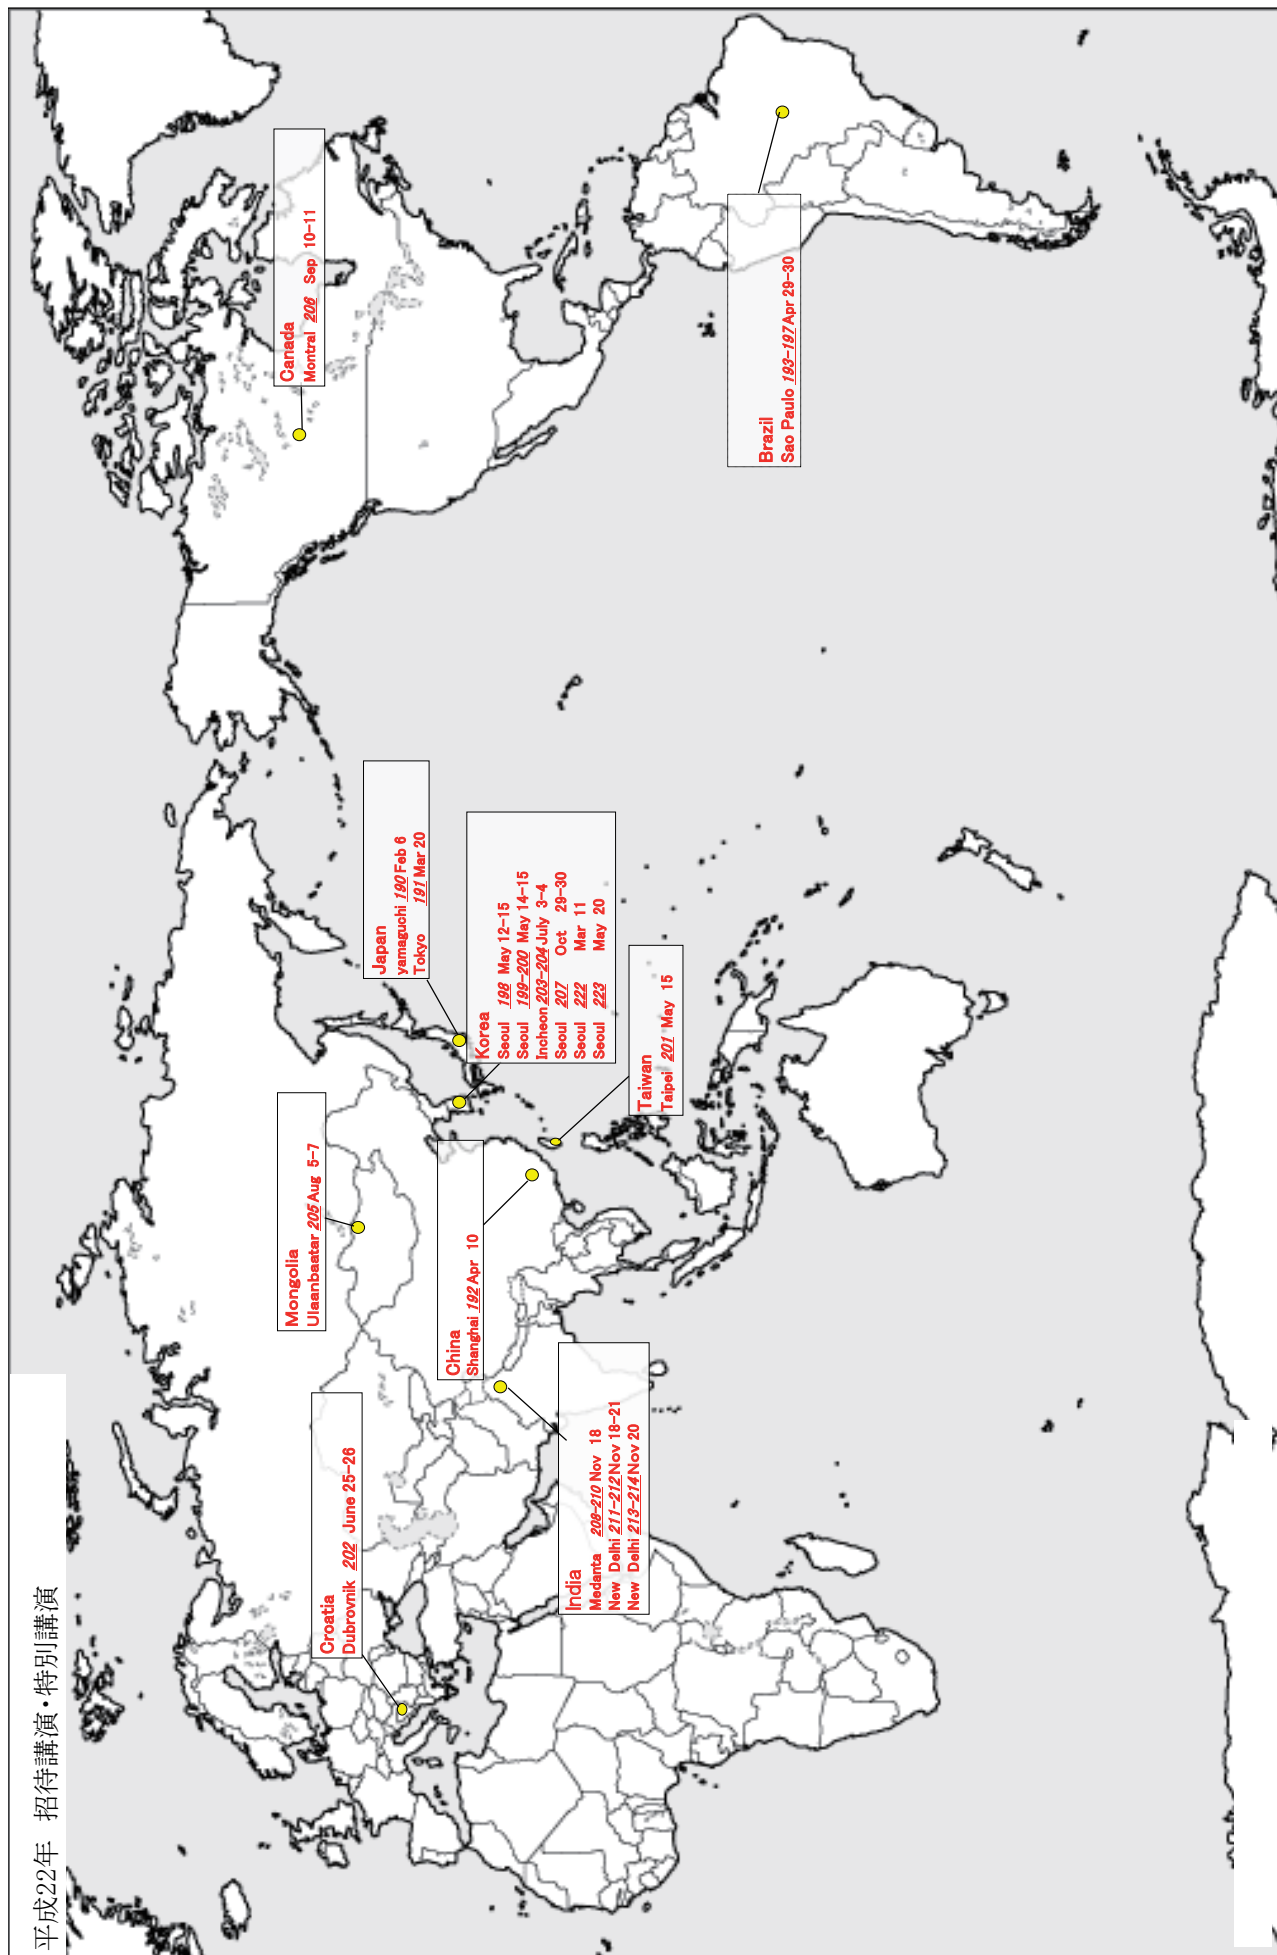 平成22年 招待講演・特別講演
Croatia
Dubrovnik 202 June 25-26
Mongolia
Ulaanbaatar 205 Aug 5-7
China
Shanghai 192 Apr 10
India
Medanta 208-210 Nov 18
New Delhi 211-212 Nov 18-21
New Delhi 213-214 Nov 20
Japan
yamaguchi 190 Feb 6
Tokyo 191 Mar 20
Korea
Seoul 198 May 12-15
Seoul 199-200 May 14-15
Incheon 203-204 July 3-4
Seoul 207 Oct 29-30
Seoul 222 Mar 11
Seoul 223 May 20
Taiwan
Taipei 201 May 15
Canada
Montral 206 Sep 10-11
Brazil
Sao Paulo 193-197 Apr 29-30